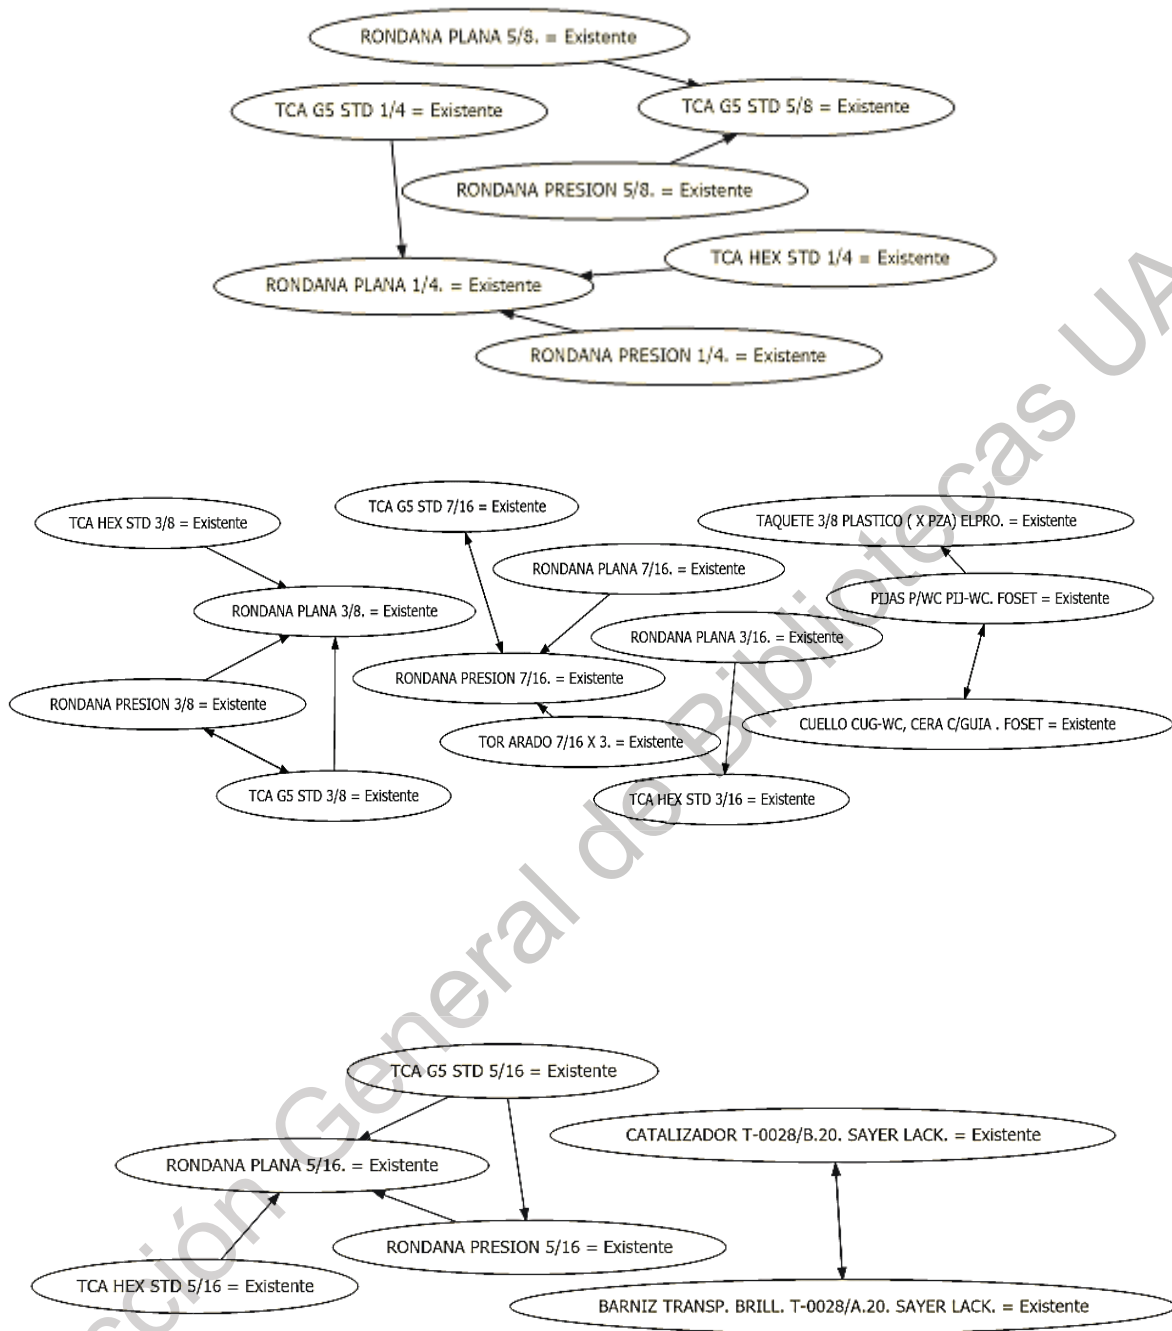 RONDANA PLANA 5/8. = Existente
TCA G5 STD 1/4 = Existente
TCA G5 STD 5/8 = Existente
RONDANA PRESION 5/8. = Existente
TCA HEX STD 1/4 = Existente
RONDANA PLANA 1/4. = Existente
RONDANA PRESION 1/4. = Existente
TCA HEX STD 3/8 = Existente
TCA G5 STD 7/16 = Existente
TAQUETE 3/8 PLASTICO ( X PZA) ELPRO. = Existente
RONDANA PLANA 7/16. = Existente
PIJAS P/WC PIJ-WC. FOSET = Existente
RONDANA PLANA 3/8. = Existente
RONDANA PLANA 3/16. = Existente
RONDANA PRESION 7/16. = Existente
RONDANA PRESION 3/8 = Existente
CUELLO CUG-WC, CERA C/GUIA . FOSET = Existente
TOR ARADO 7/16 X 3. = Existente
TCA G5 STD 3/8 = Existente
TCA HEX STD 3/16 = Existente
TCA G5 STD 5/16 = Existente
CATALIZADOR T-0028/B.20. SAYER LACK. = Existente
RONDANA PLANA 5/16. = Existente
RONDANA PRESION 5/16 = Existente
TCA HEX STD 5/16 = Existente
BARNIZ TRANSP. BRILL. T-0028/A.20. SAYER LACK. = Existente
cción General de Bibliotecas UA